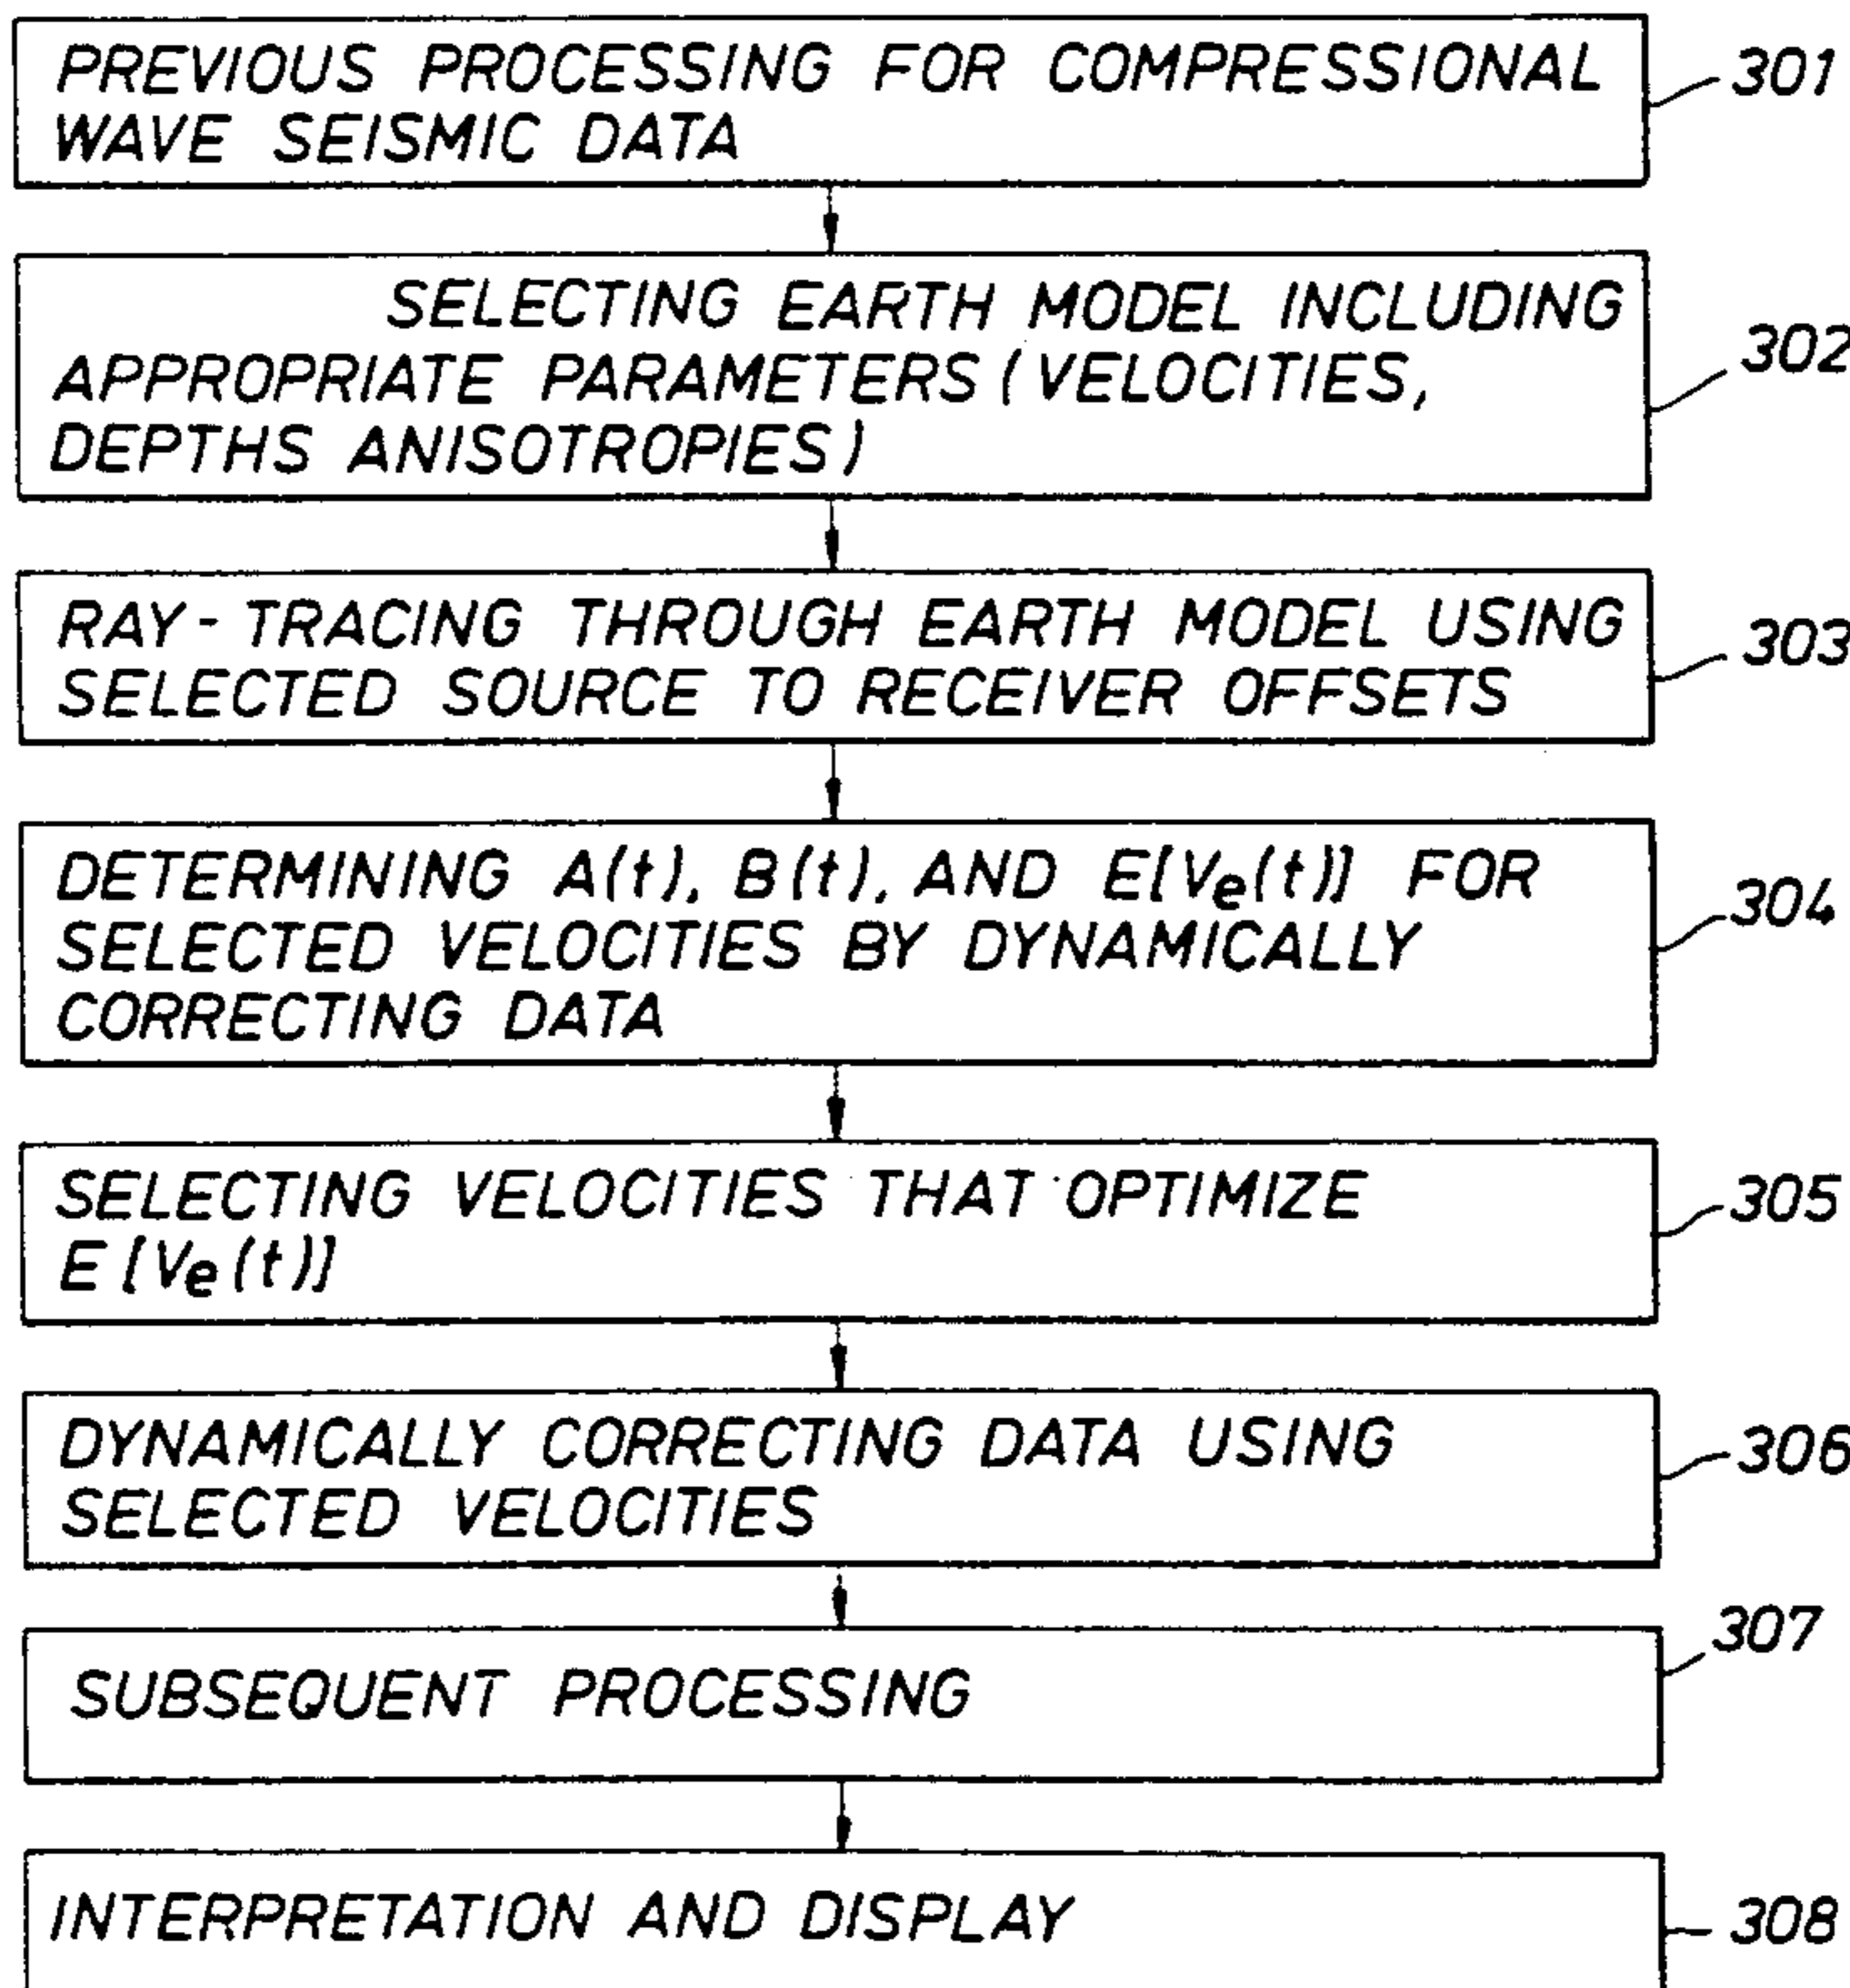 PREVIOUS PROCESSING FOR COMPRESSIONAL
WAVE SEISMIC DATA
301
SELECTING EARTH MODEL INCLUDING
APPROPRIATE PARAMETERS (VELOCITIES,
DEPTHS ANISOTROPIES)
302
RAY-TRACING THROUGH EARTH MODEL USING
SELECTED SOURCE TO RECEIVER OFFSETS
303
DETERMINING A(t), B(t), AND E[Ve(t)] FOR
SELECTED VELOCITIES BY DYNAMICALLY
CORRECTING DATA
304
SELECTING VELOCITIES THAT OPTIMIZE
E[Ve(t)]
305
DYNAMICALLY CORRECTING DATA USING
SELECTED VELOCITIES
306
SUBSEQUENT PROCESSING
307
INTERPRETATION AND DISPLAY
308